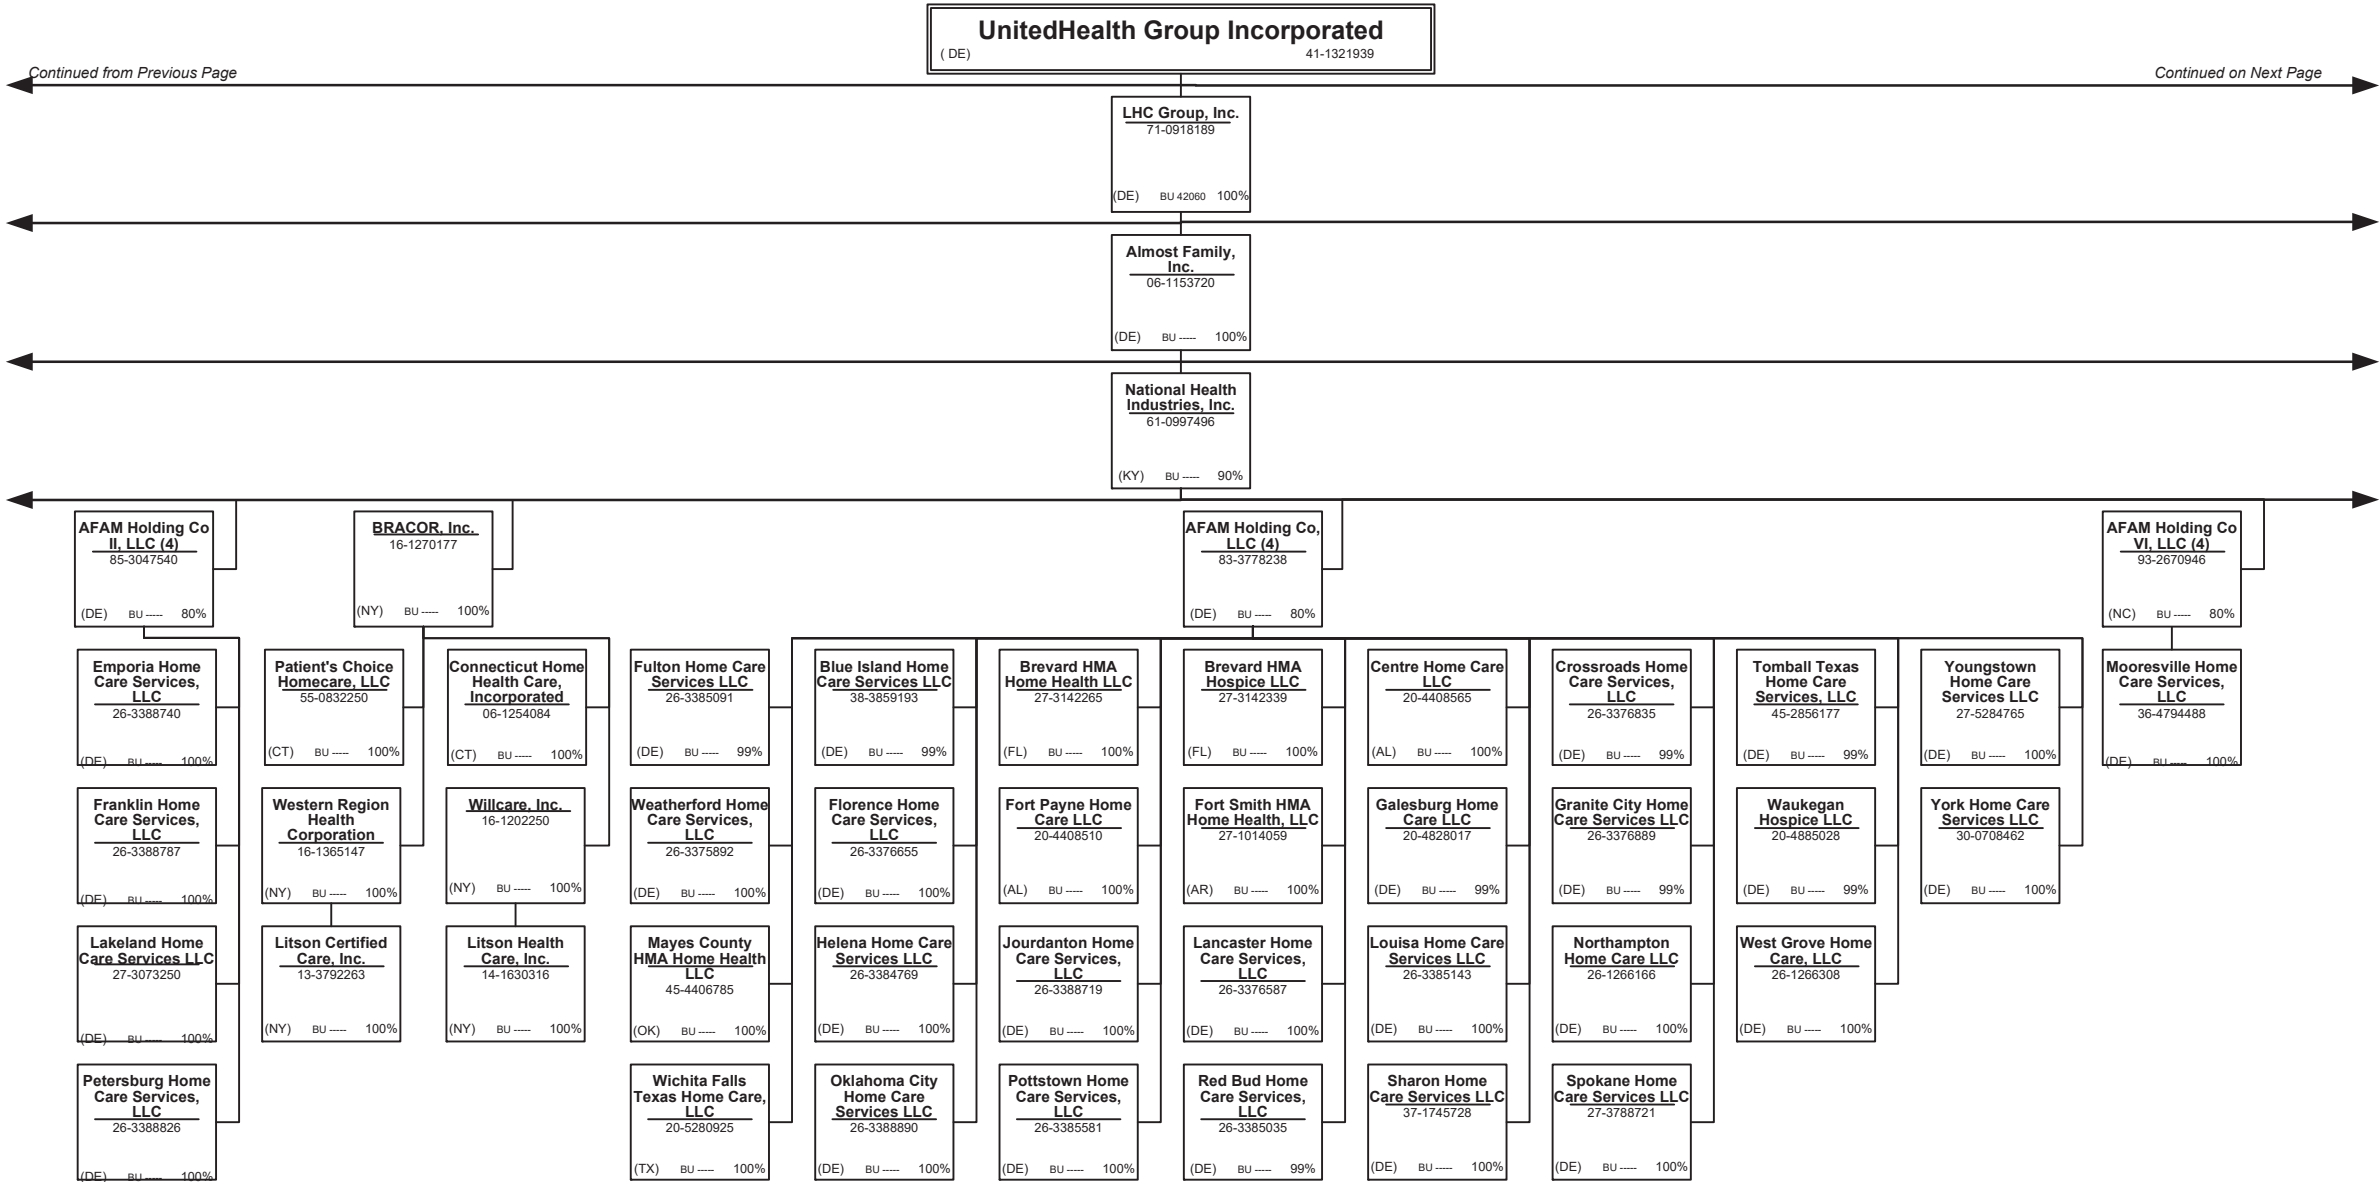 UnitedHealth Group Incorporated
( DE) 41-1321939
Continued from Previous Page
Continued on Next Page
LHC Group, Inc.
71-0918189
(DE) BU 42060 100%
Almost Family,
Inc.
06-1153720
(DE) BU ----- 100%
National Health
Industries, Inc.
61-0997496
(KY) BU ----- 90%
AFAM Holding Co
II, LLC (4)
85-3047540
(DE) BU ----- 80%
BRACOR, Inc.
16-1270177
(NY) BU ----- 100%
AFAM Holding Co,
LLC (4)
83-3778238
(DE) BU ----- 80%
AFAM Holding Co
VI, LLC (4)
93-2670946
(NC) BU ----- 80%
Emporia Home
Care Services,
LLC
26-3388740
(DE) BU ----- 100%
Patient's Choice
Homecare, LLC
55-0832250
(CT) BU ----- 100%
Connecticut Home
Health Care,
Incorporated
06-1254084
(CT) BU ----- 100%
Fulton Home Care
Services LLC
26-3385091
(DE) BU ----- 99%
Blue Island Home
Care Services LLC
38-3859193
(DE) BU ----- 99%
Brevard HMA
Home Health LLC
27-3142265
(FL) BU ----- 100%
Brevard HMA
Hospice LLC
27-3142339
(FL) BU ----- 100%
Centre Home Care
LLC
20-4408565
(AL) BU ----- 100%
Crossroads Home
Care Services,
LLC
26-3376835
(DE) BU ----- 99%
Tomball Texas
Home Care
Services, LLC
45-2856177
(DE) BU ----- 99%
Youngstown
Home Care
Services LLC
27-5284765
(DE) BU ----- 100%
Mooresville Home
Care Services,
LLC
36-4794488
(DE) BU ----- 100%
Franklin Home
Care Services,
LLC
26-3388787
(DE) BU ----- 100%
Western Region
Health
Corporation
16-1365147
(NY) BU ----- 100%
Willcare, Inc.
16-1202250
(NY) BU ----- 100%
Weatherford Home
Care Services,
LLC
26-3375892
(DE) BU ----- 100%
Florence Home
Care Services,
LLC
26-3376655
(DE) BU ----- 100%
Fort Payne Home
Care LLC
20-4408510
(AL) BU ----- 100%
Fort Smith HMA
Home Health, LLC
27-1014059
(AR) BU ----- 100%
Galesburg Home
Care LLC
20-4828017
(DE) BU ----- 99%
Granite City Home
Care Services LLC
26-3376889
(DE) BU ----- 99%
Waukegan
Hospice LLC
20-4885028
(DE) BU ----- 99%
York Home Care
Services LLC
30-0708462
(DE) BU ----- 100%
Lakeland Home
Care Services LLC
27-3073250
(DE) BU ----- 100%
Litson Certified
Care, Inc.
13-3792263
(NY) BU ----- 100%
Litson Health
Care, Inc.
14-1630316
(NY) BU ----- 100%
Mayes County
HMA Home Health
LLC
45-4406785
(OK) BU ----- 100%
Helena Home Care
Services LLC
26-3384769
(DE) BU ----- 100%
Jourdanton Home
Care Services,
LLC
26-3388719
(DE) BU ----- 100%
Lancaster Home
Care Services,
LLC
26-3376587
(DE) BU ----- 100%
Louisa Home Care
Services LLC
26-3385143
(DE) BU ----- 100%
Northampton
Home Care LLC
26-1266166
(DE) BU ----- 100%
West Grove Home
Care, LLC
26-1266308
(DE) BU ----- 100%
Petersburg Home
Care Services,
LLC
26-3388826
(DE) BU ----- 100%
Wichita Falls
Texas Home Care,
LLC
20-5280925
(TX) BU ----- 100%
Oklahoma City
Home Care
Services LLC
26-3388890
(DE) BU ----- 100%
Pottstown Home
Care Services,
LLC
26-3385581
(DE) BU ----- 100%
Red Bud Home
Care Services,
LLC
26-3385035
(DE) BU ----- 99%
Sharon Home
Care Services LLC
37-1745728
(DE) BU ----- 100%
Spokane Home
Care Services LLC
27-3788721
(DE) BU ----- 100%